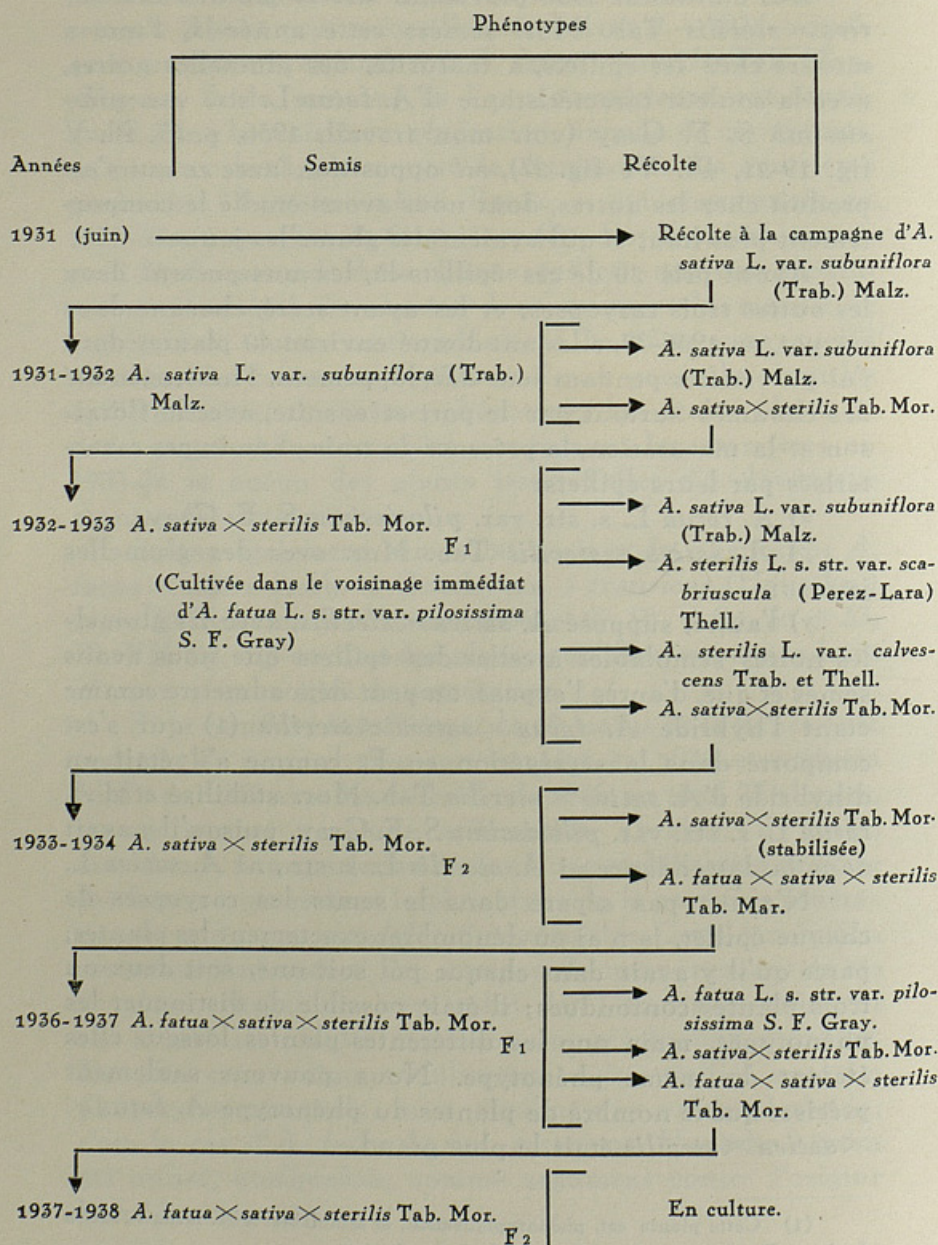 Phénotypes
Années Semis Récolte
1931 (juin) Récolte à la campagne d'A.
sativa L. var. subuniflora
(Trab.) Malz.
1931-1932 A. sativa L. var. subuniflora (Trab.)
Malz.
A. sativa L. var. subuniflora
(Trab.) Malz.
A. sativa×sterilis Tab. Mor.
1932-1933 A. sativa × sterilis Tab. Mor.
F 1
(Cultivée dans le voisinage immédiat
d'A. fatua L. s. str. var. pilosissima
S. F. Gray)
A. sativa L. var. subuniflora
(Trab.) Malz.
A. sterilis L. s. str. var. sca-
briuscula (Perez-Lara)
Thell.
A. sterilis L. var. calves-
cens Trab. et Thell.
A. sativa×sterilis Tab. Mor.
1933-1934 A. sativa × sterilis Tab. Mor.
F 2
A. sativa×sterilis Tab. Mor.
(stabilisée)
A. fatua × sativa × sterilis
Tab. Mar.
1936-1937 A. fatua×sativa×sterilis Tab. Mor.
F 1
A. fatua L. s. str. var. pilo-
sissima S. F. Gray.
A. sativa×sterilis Tab. Mor.
A. fatua × sativa × sterilis
Tab. Mor.
1937-1938 A. fatua×sativa×sterilis Tab. Mor.
F 2
En culture.